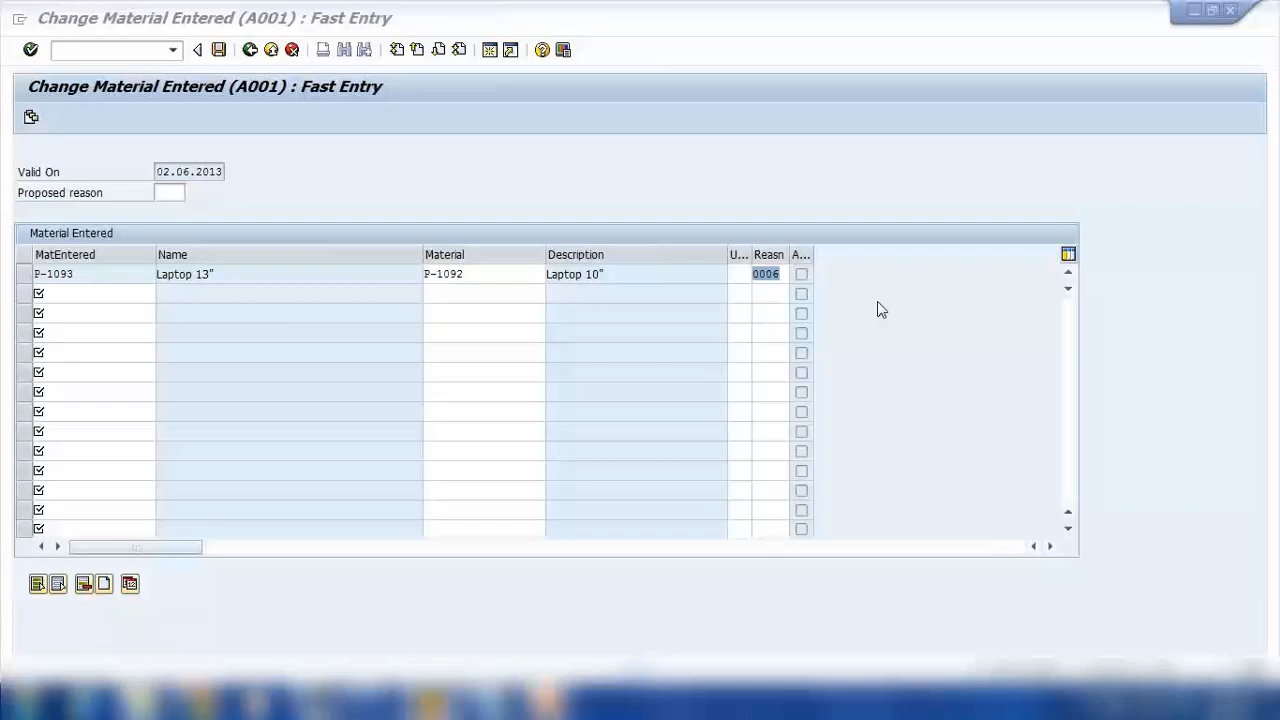 Change Material Entered (A001) : Fast Entry
Change Material Entered (A001) : Fast Entry
Valid On 02.06.2013
Proposed reason
Material Entered
MatEntered Name Material Description U... Reasn A...
P-1093 Laptop 13" P-1092 Laptop 10" 0006